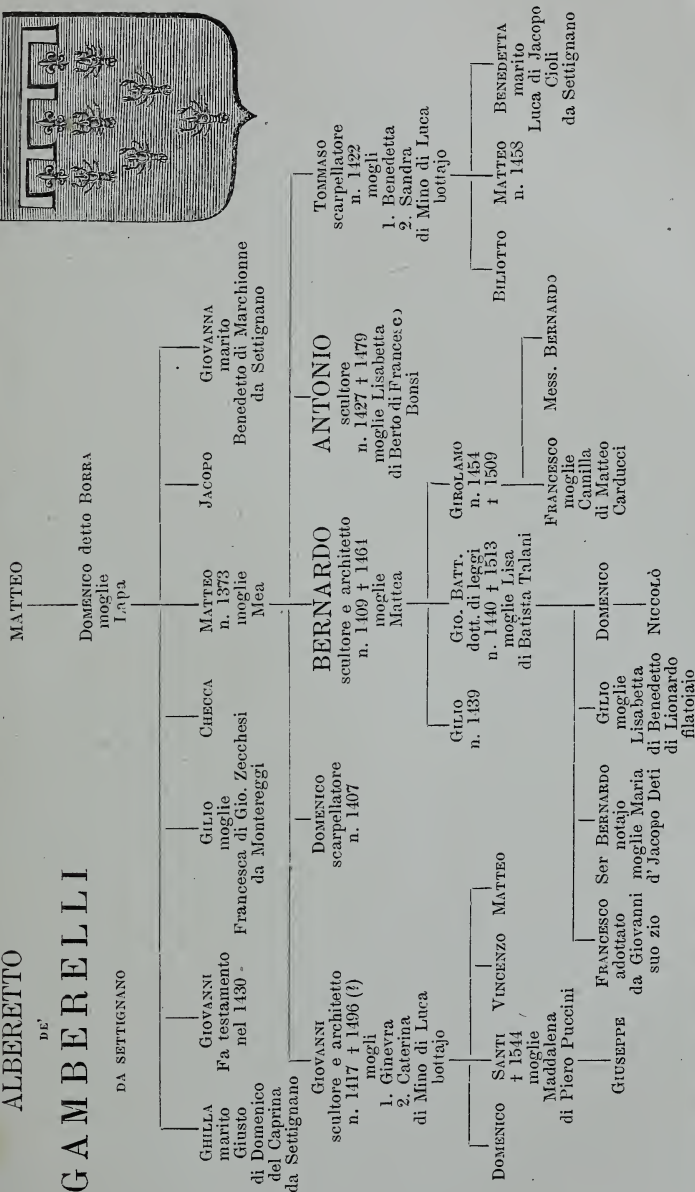 ALBERETTO
DE'
GAMBERELLI
DA SETTIGNANO
MATTEO
DOMENICO detto BORRA
moglie
Lapa
GHILLA
marito
Giusto
di Domenico
del Caprina
da Settignano
GIOVANNI
Fa testamento
nel 1430
GILIO
moglie
Francesca di Gio. Zecchesi
da Montereggi
CHECCA
MATTEO
n. 1373
moglie
Mea
JACOPO
GIOVANNA
marito
Benedetto di Marchionne
da Settignano
GIOVANNI
scultore e architetto
n. 1417 † 1496 (?)
mogli
1. Ginevra
2. Caterina
di Mino di Luca
bottajo
DOMENICO
scarpellatore
n. 1407
BERNARDO
scultore e architetto
n. 1409 † 1464
moglie
Mattea
ANTONIO
scultore
n. 1427 † 1479
moglie Lisabetta
di Berto di Francesco
Bonsi
TOMMASO
scarpellatore
n. 1422
mogli
1. Benedetta
2. Sandra
di Mino di Luca
bottajo
DOMENICO
SANTI
† 1544
moglie
Maddalena
di Piero Puccini
VINCENZO
MATTEO
GILIO
n. 1439
GIO. BATT.
dott. di leggi
n. 1440 † 1513
moglie Lisa
di Batista Talani
GIROLAMO
n. 1454
† 1509
BILIOTTO
MATTEO
n. 1458
BENEDETTA
marito
Luca di Jacopo
Cioli
da Settignano
GIUSEPPE
FRANCESCO
adottato
da Giovanni
suo zio
Ser BERNARDO
notajo
moglie Maria
d'Jacopo Deti
GILIO
moglie
Lisabetta
di Benedetto
di Lionardo
filatojajo
DOMENICO
NICCOLÒ
FRANCESCO
moglie
Camilla
di Matteo
Carducci
Mess. BERNARDO